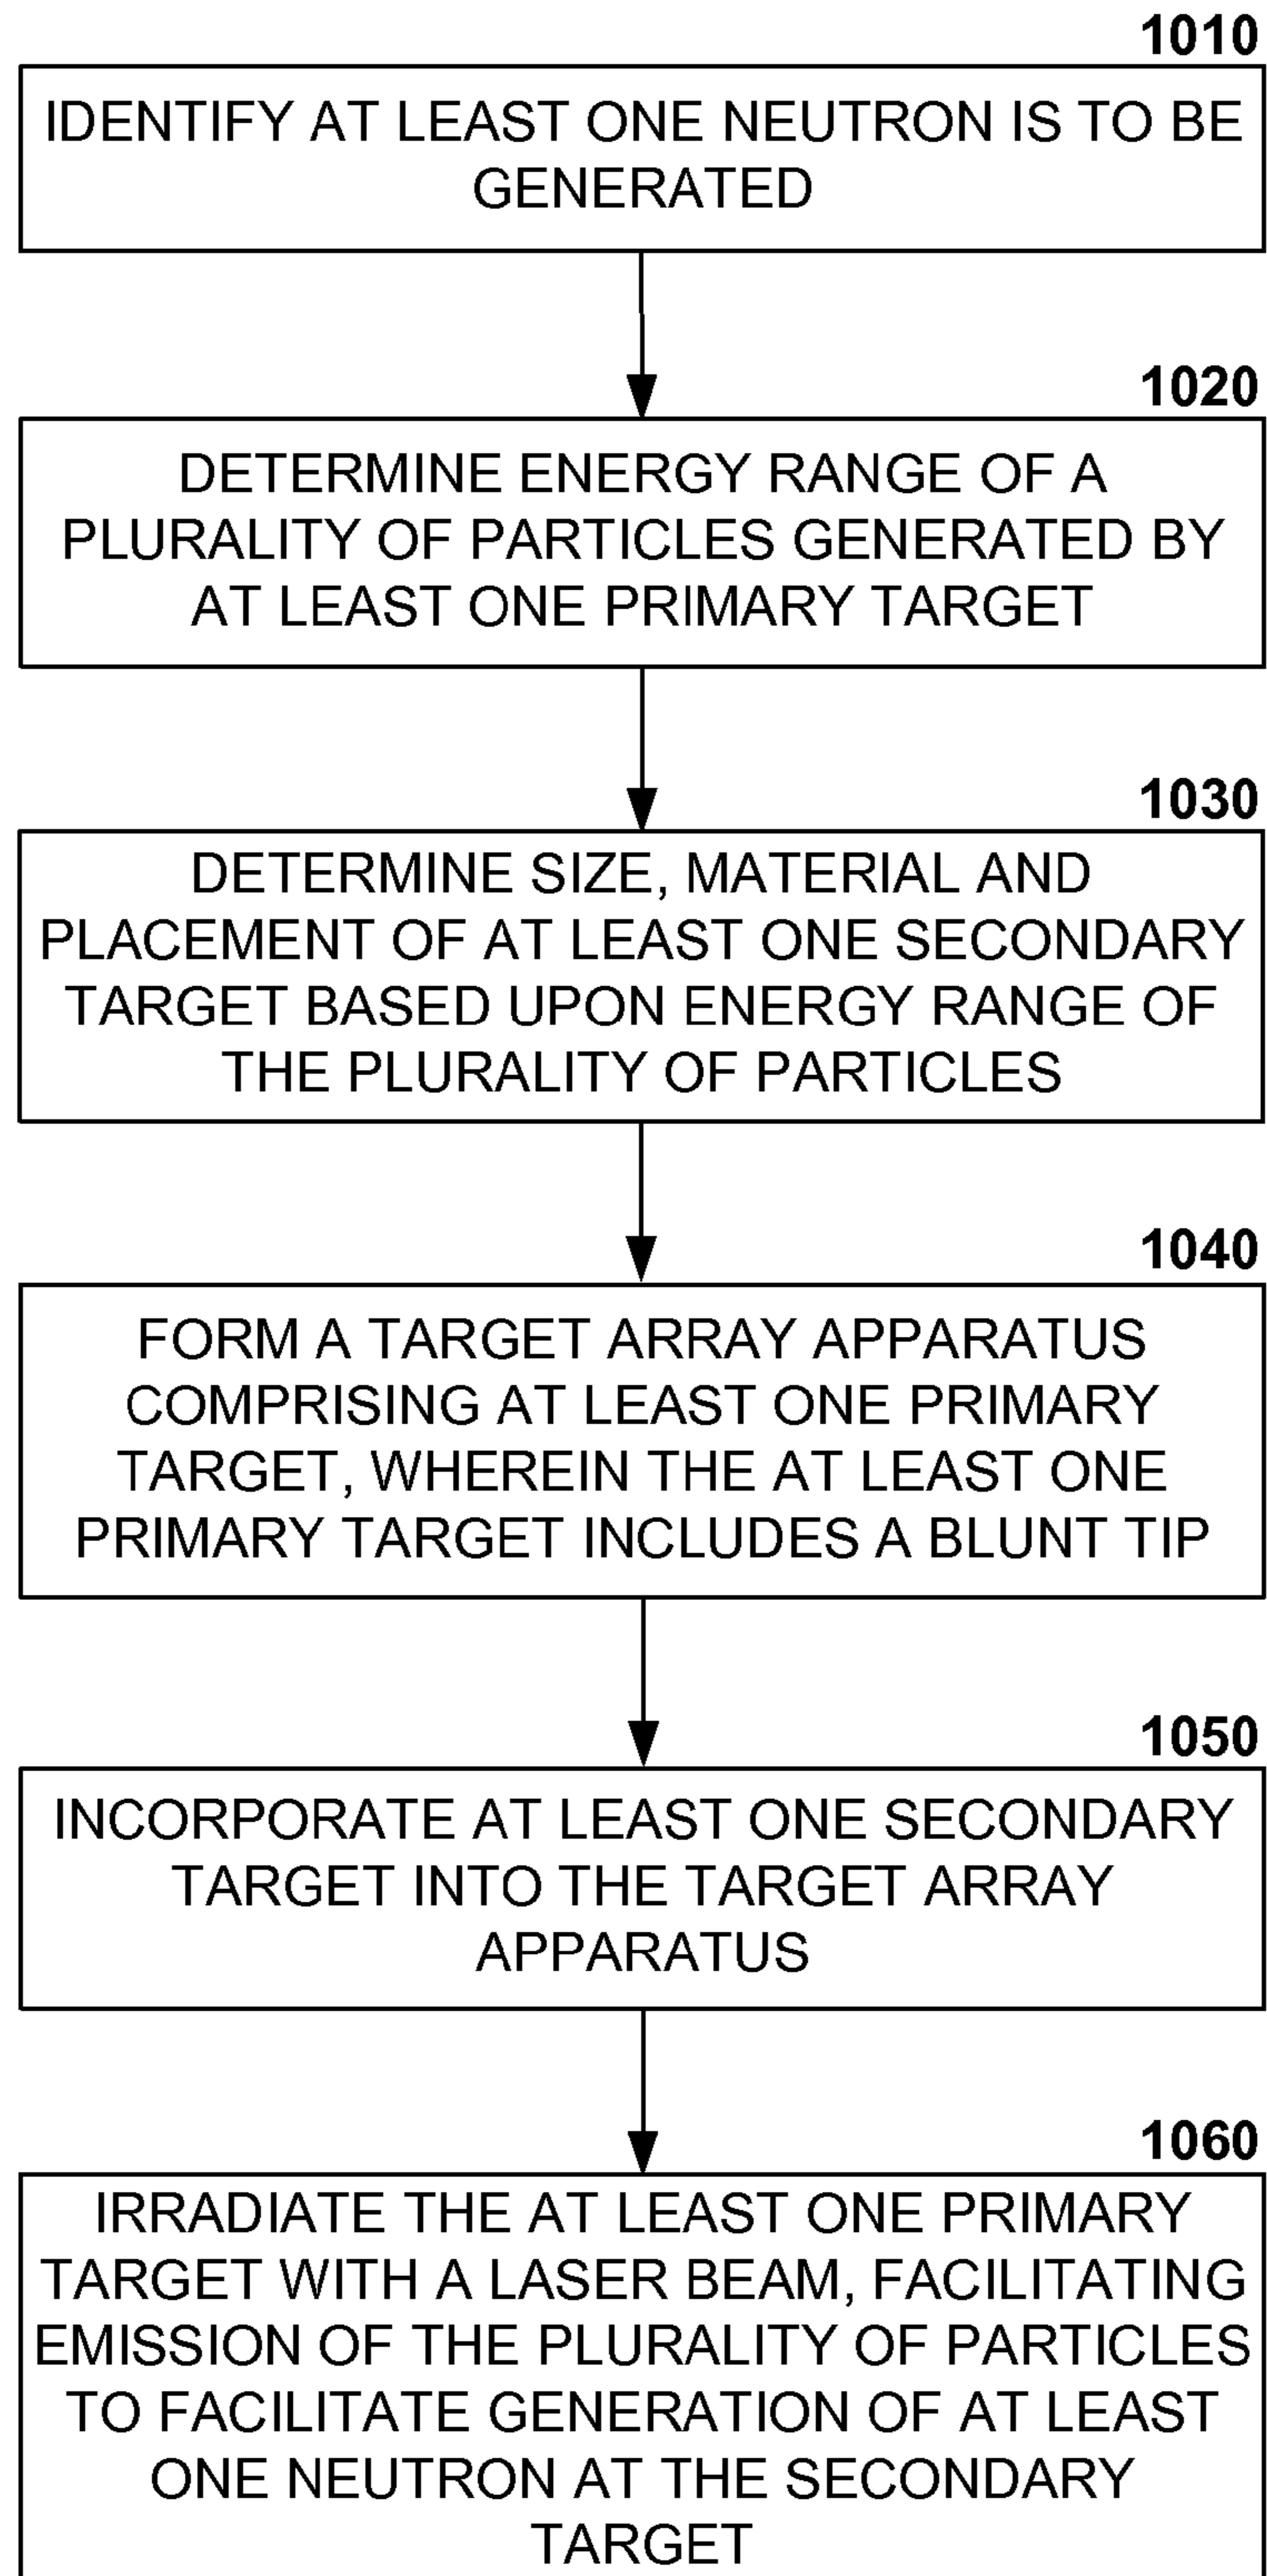 1010
IDENTIFY AT LEAST ONE NEUTRON IS TO BE
GENERATED
1020
DETERMINE ENERGY RANGE OF A
PLURALITY OF PARTICLES GENERATED BY
AT LEAST ONE PRIMARY TARGET
1030
DETERMINE SIZE, MATERIAL AND
PLACEMENT OF AT LEAST ONE SECONDARY
TARGET BASED UPON ENERGY RANGE OF
THE PLURALITY OF PARTICLES
1040
FORM A TARGET ARRAY APPARATUS
COMPRISING AT LEAST ONE PRIMARY
TARGET, WHEREIN THE AT LEAST ONE
PRIMARY TARGET INCLUDES A BLUNT TIP
1050
INCORPORATE AT LEAST ONE SECONDARY
TARGET INTO THE TARGET ARRAY
APPARATUS
1060
IRRADIATE THE AT LEAST ONE PRIMARY
TARGET WITH A LASER BEAM, FACILITATING
EMISSION OF THE PLURALITY OF PARTICLES
TO FACILITATE GENERATION OF AT LEAST
ONE NEUTRON AT THE SECONDARY
TARGET